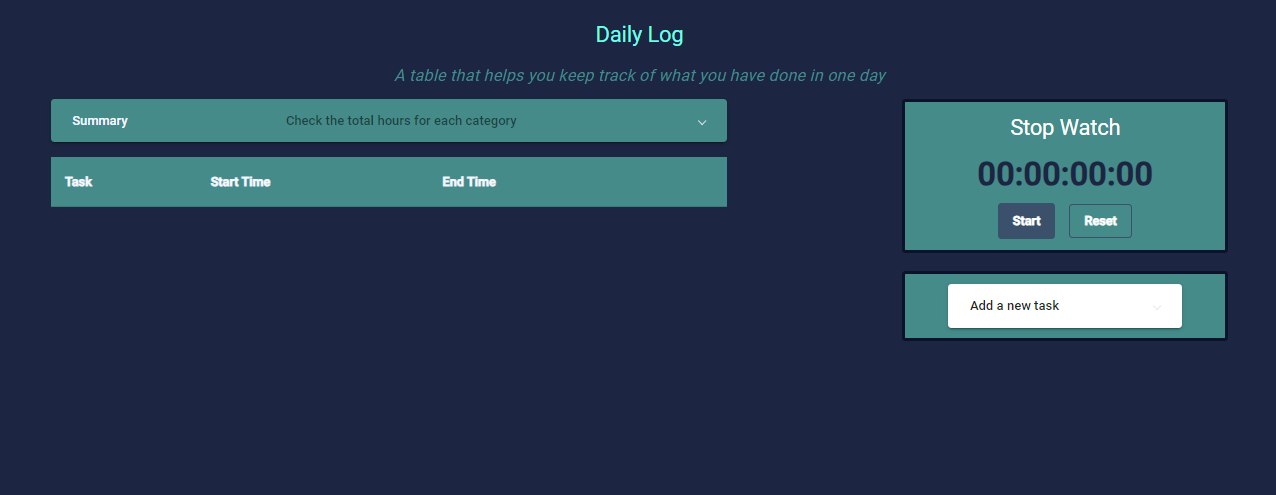 Daily Log
A table that helps you keep track of what you have done in one day
Summary Check the total hours for each category
Task Start Time End Time
Stop Watch
00:00:00:00
Start Reset
Add a new task